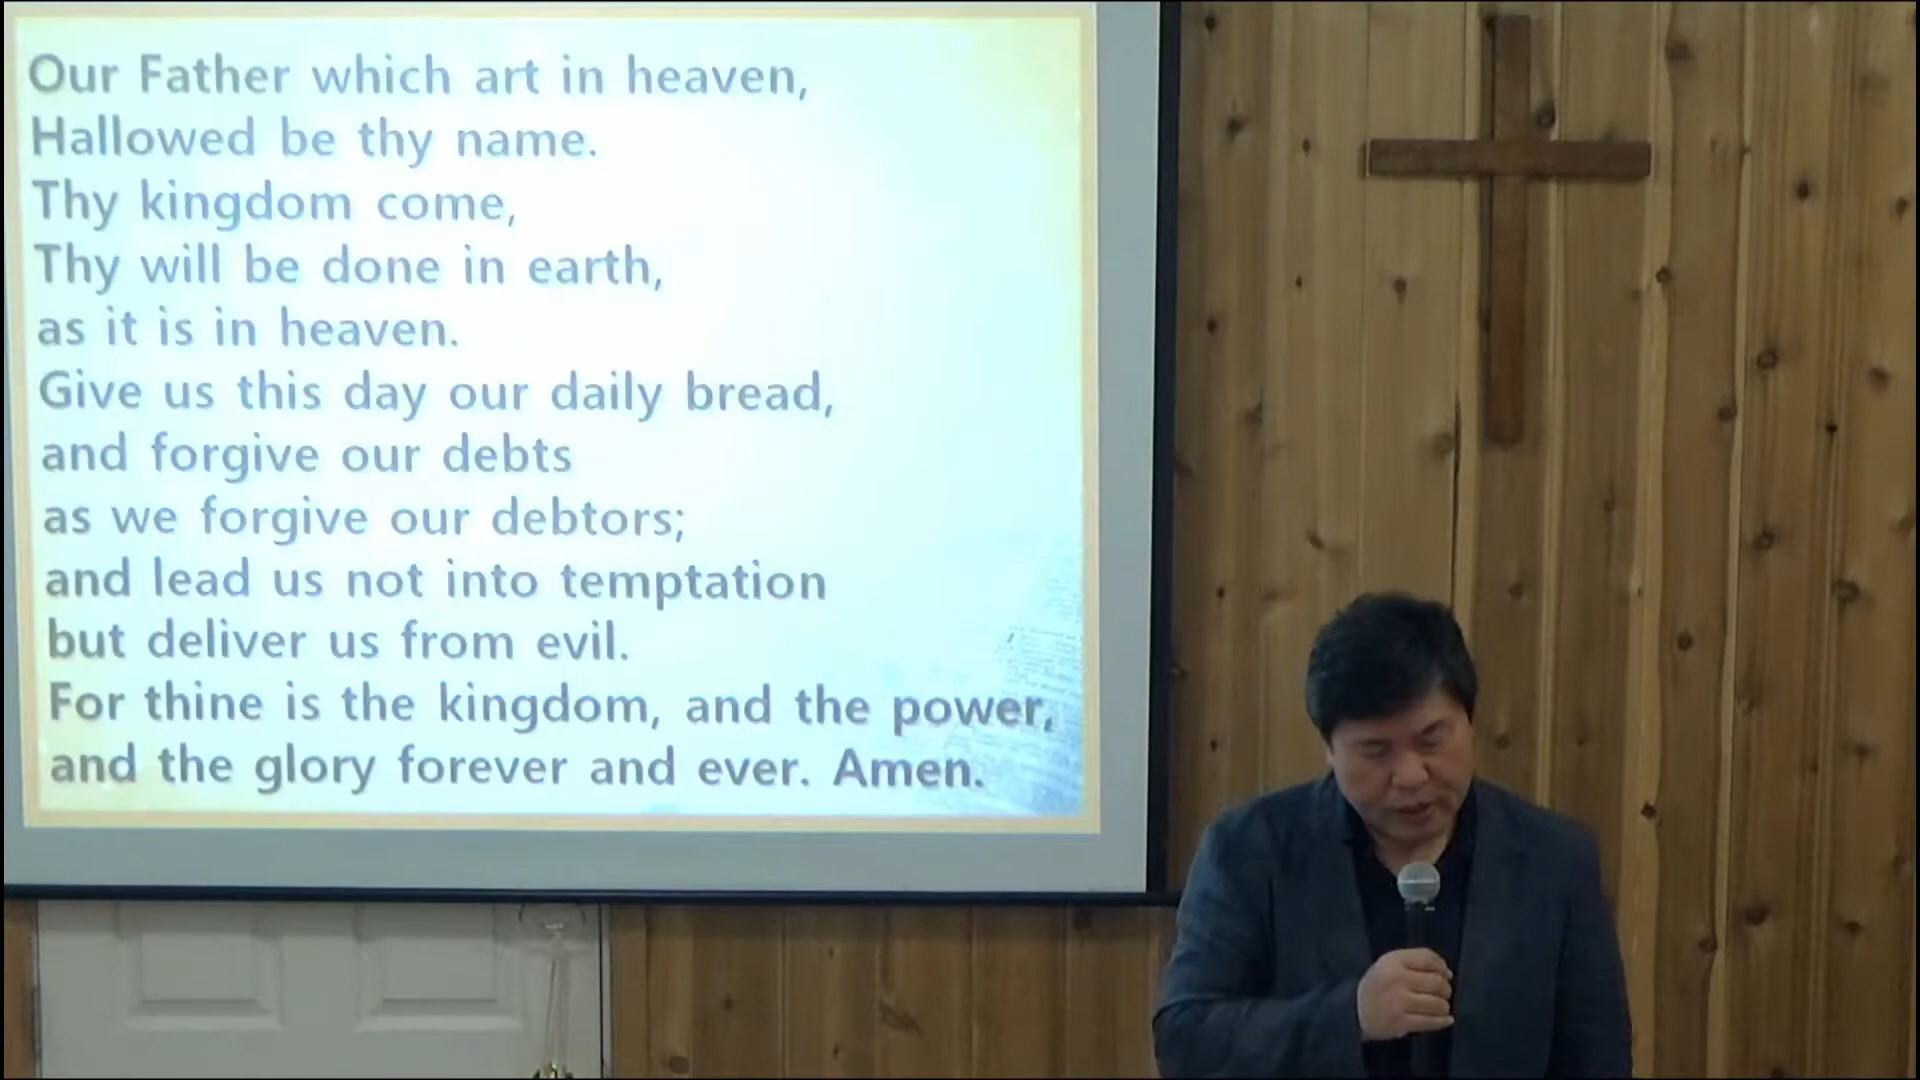 Our Father which art in heaven,
Hallowed be thy name.
Thy kingdom come,
Thy will be done in earth,
as it is in heaven.
Give us this day our daily bread,
and forgive our debts
as we forgive our debtors;
and lead us not into temptation
but deliver us from evil.
For thine is the kingdom, and the power,
and the glory forever and ever. Amen.